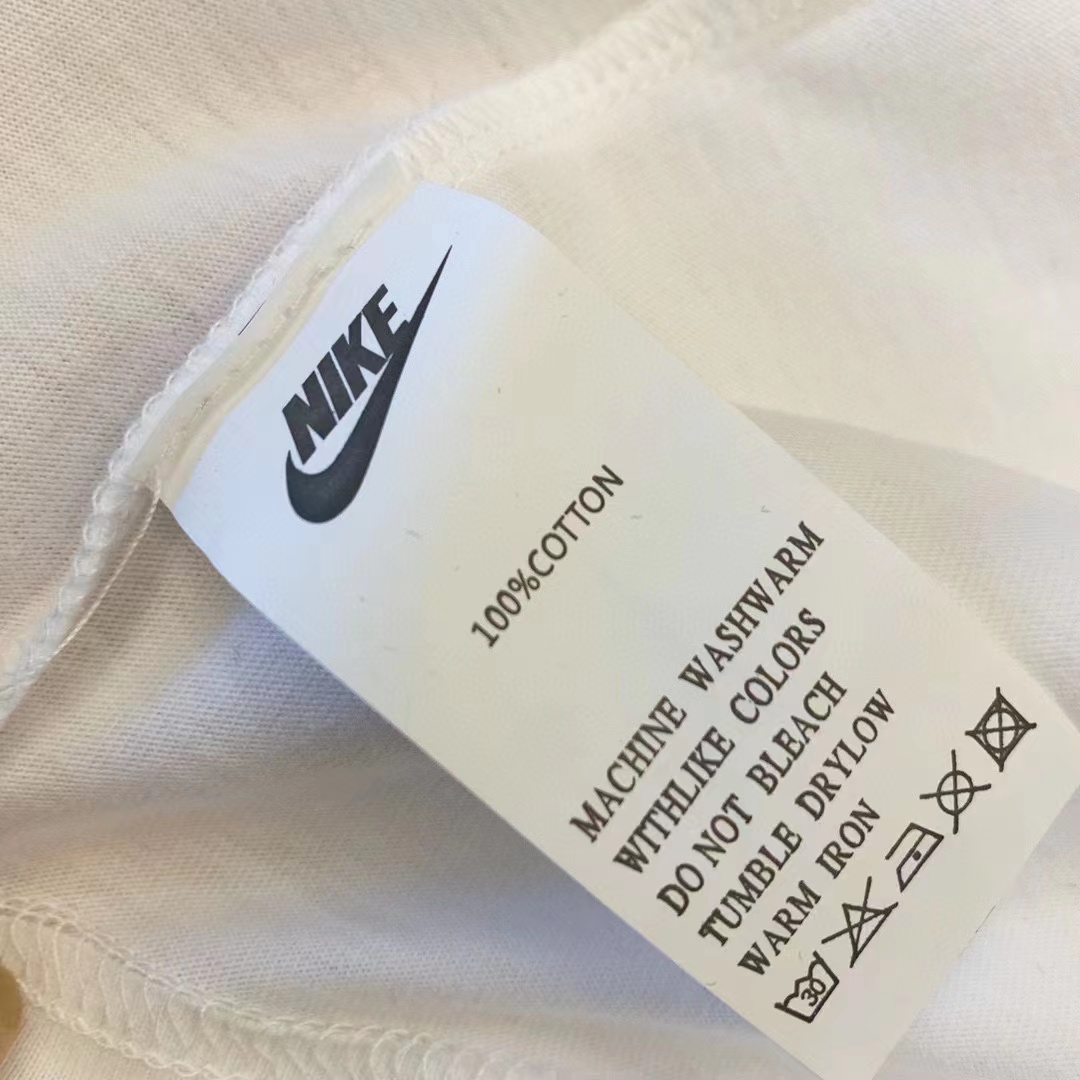 NIKE
100%COTTON
MACHINE WASHWARM
WITHLIKE COLORS
DO NOT BLEACH
TUMBLE DRYLOW
WARM IRON
30